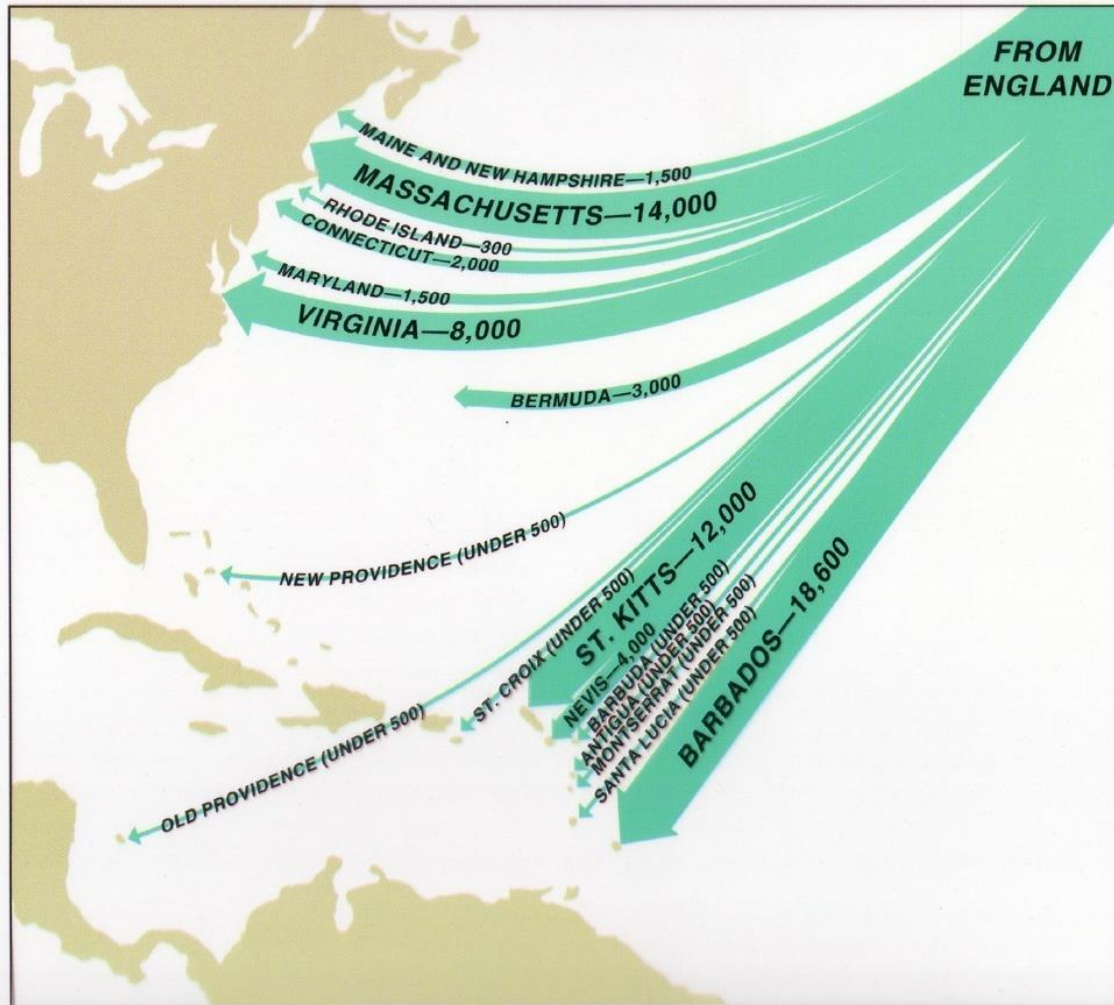 FROM
ENGLAND
MAINE AND NEW HAMPSHIRE—1,500
MASSACHUSETTS—14,000
RHODE ISLAND—300
CONNECTICUT—2,000
MARYLAND—1,500
VIRGINIA—8,000
BERMUDA—3,000
NEW PROVIDENCE (UNDER 500)
OLD PROVIDENCE (UNDER 500)
ST. CROIX (UNDER 500)
ST. KITTS—12,000
NEVIS—4,000
BARBUDA (UNDER 500)
ANTIGUA (UNDER 500)
MONTSERRAT (UNDER 500)
SANTA LUCIA (UNDER 500)
BARBADOS—18,600